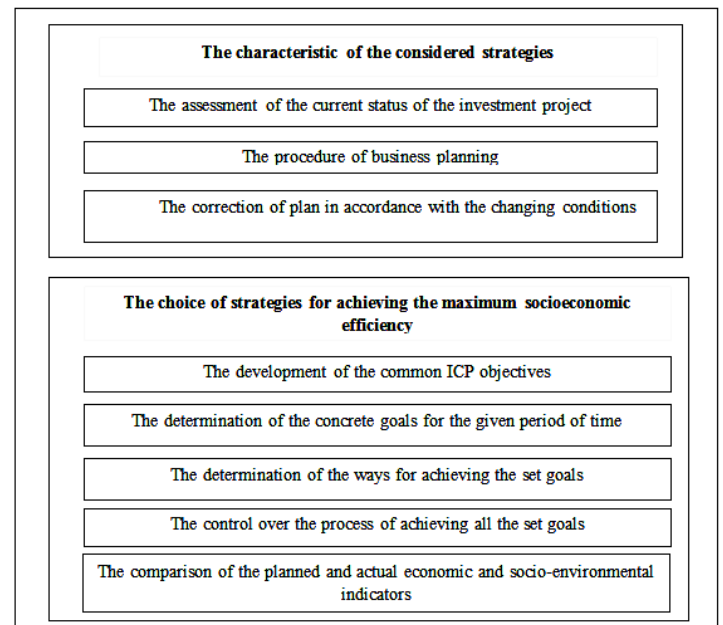 The characteristic of the considered strategies
The assessment of the current status of the investment project
The procedure of business planning
The correction of plan in accordance with the changing conditions
The choice of strategies for achieving the maximum socioeconomic
efficiency
The development of the common ICP objectives
The determination of the concrete goals for the given period of time
The determination of the ways for achieving the set goals
The control over the process of achieving all the set goals
The comparison of the planned and actual economic and socio-environmental
indicators